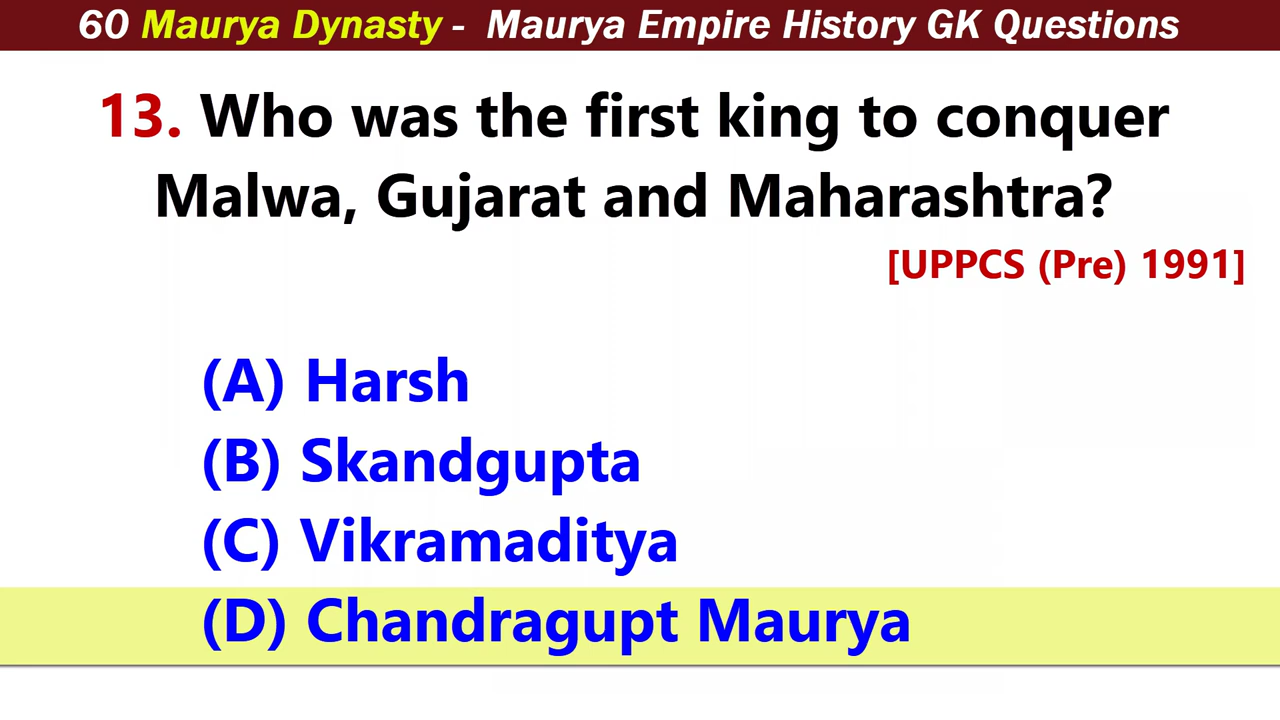 60 Maurya Dynasty - Maurya Empire History GK Questions
13. Who was the first king to conquer
Malwa, Gujarat and Maharashtra?
[UPPCS (Pre) 1991]
(A) Harsh
(B) Skandgupta
(C) Vikramaditya
(D) Chandragupt Maurya